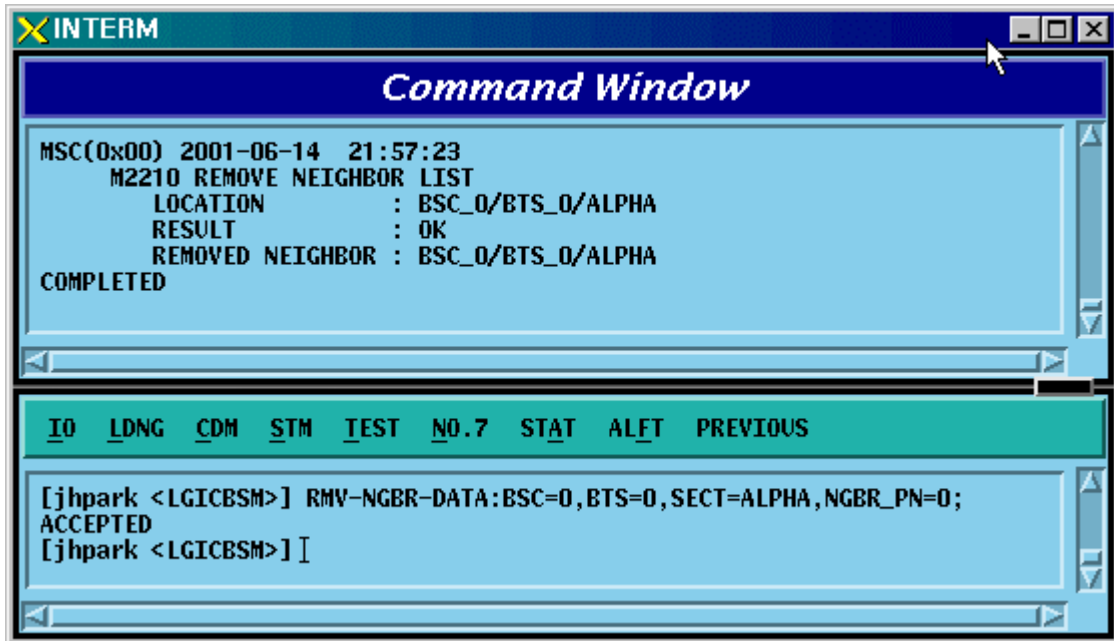 INTERM
Command Window
MSC(0x00) 2001-06-14  21:57:23
M2210 REMOVE NEIGHBOR LIST
LOCATION : BSC_0/BTS_0/ALPHA
RESULT : OK
REMOVED NEIGHBOR : BSC_0/BTS_0/ALPHA
COMPLETED
IO LDNG CDM STM TEST NO.7 STAT ALFT PREVIOUS
[jhpark <LGICBSM>] RMV-NGBR-DATA:BSC=0,BTS=0,SECT=ALPHA,NGBR_PN=0;
ACCEPTED
[jhpark <LGICBSM>]